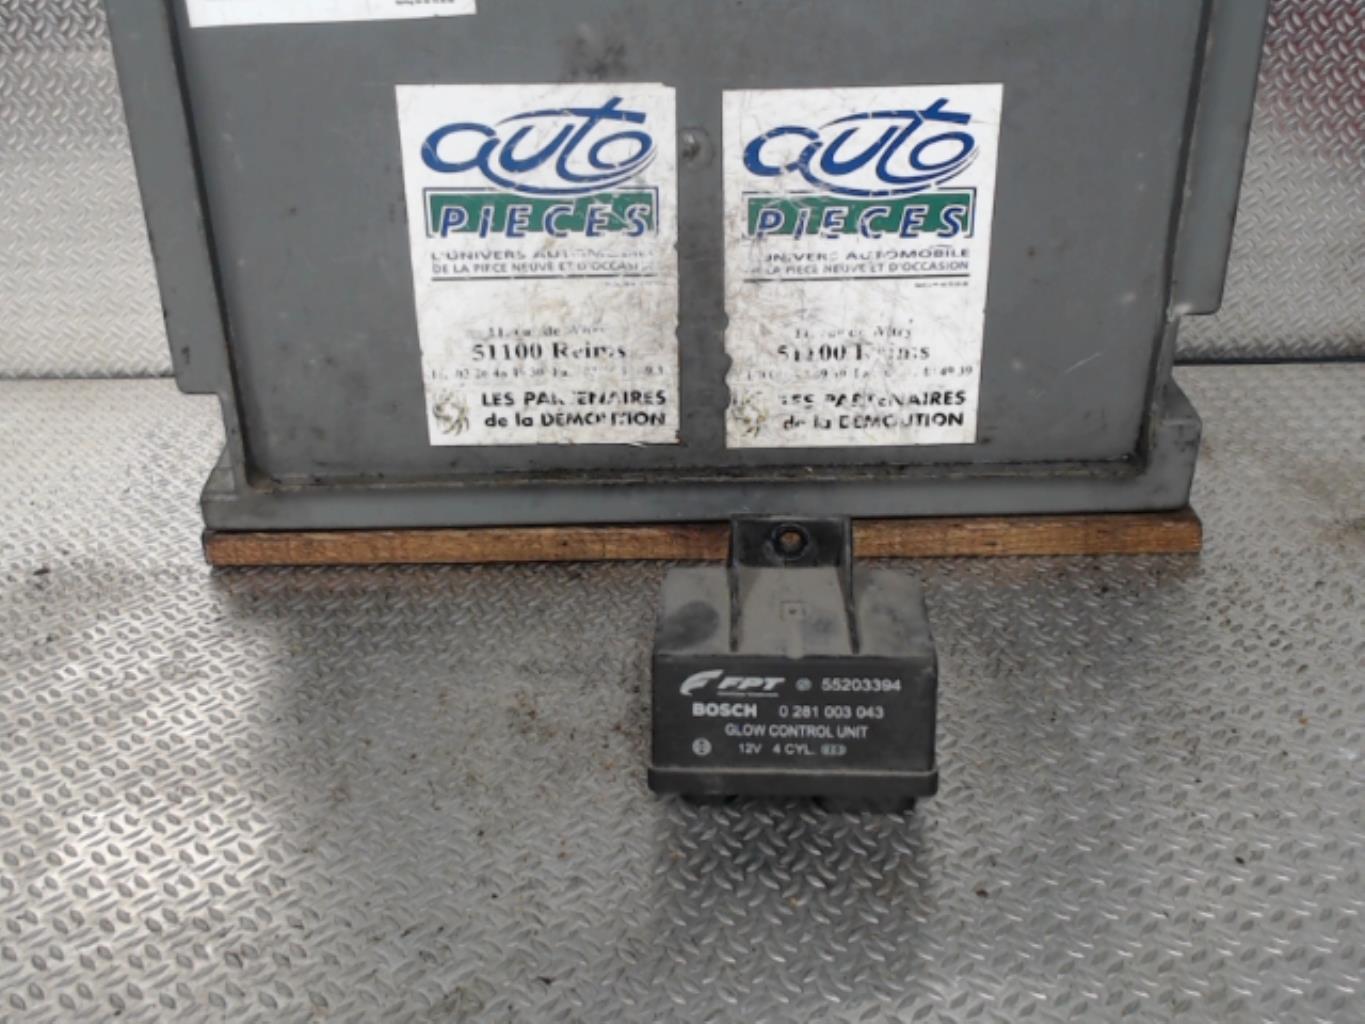 auto
PIECES
L'UNIVERS AUTOMOBILE
DE LA PIECE NEUVE ET D'OCCASION
51100 Reims
LES PARTENAIRES
de la DEMOLITION
auto
PIECES
UNIVERS AUTOMOBILE
DE LA PIECE NEUVE ET D'OCCASION
51100 Reims
LES PARTENAIRES
de la DEMOLITION
FPT 55203394
BOSCH 0 281 003 043
GLOW CONTROL UNIT
12V 4 CYL.